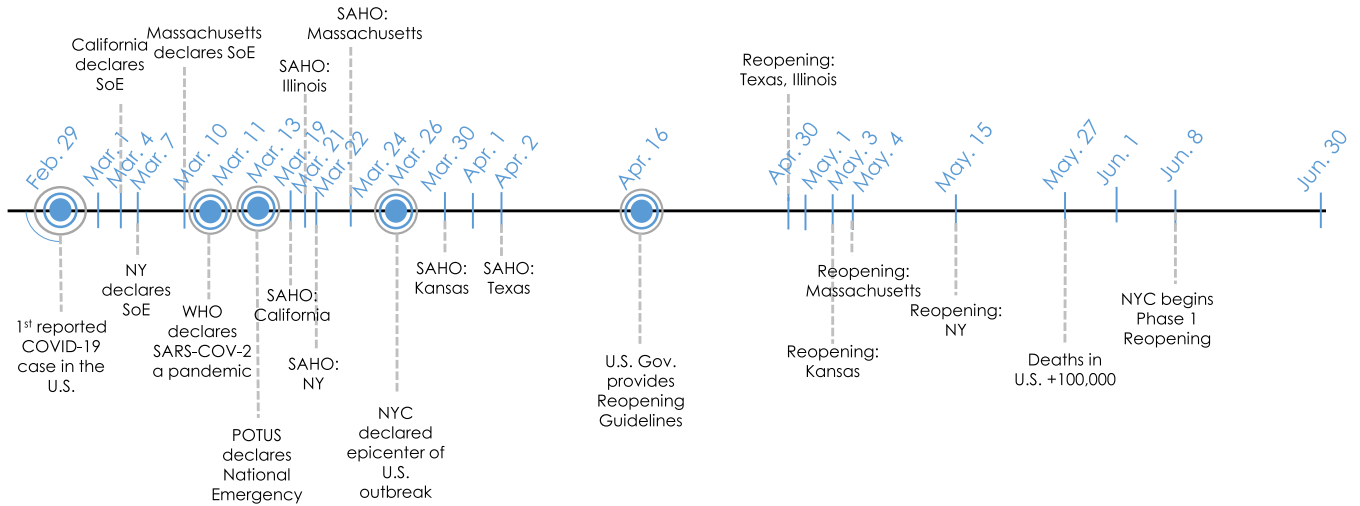 SAHO:
Massachusetts
Massachusetts
declares SoE
California
declares
SoE
SAHO:
Illinois
Reopening:
Texas, Illinois
Feb. 29
Mar. 1
Mar. 4
Mar. 7
Mar. 10
Mar. 11
Mar. 13
Mar. 19
Mar. 21
Mar. 22
Mar. 24
Mar. 26
Mar. 30
Apr. 1
Apr. 2
Apr. 16
Apr. 30
May. 1
May. 3
May. 4
May. 15
May. 27
Jun. 1
Jun. 8
Jun. 30
1st reported
COVID-19
case in the
U.S.
NY
declares
SoE
WHO
declares
SARS-COV-2
a pandemic
POTUS
declares
National
Emergency
SAHO:
California
SAHO:
NY
NYC
declared
epicenter of
U.S.
outbreak
SAHO:
Kansas
SAHO:
Texas
U.S. Gov.
provides
Reopening
Guidelines
Reopening:
Massachusetts
Reopening:
Kansas
Reopening:
NY
Deaths in
U.S. +100,000
NYC begins
Phase 1
Reopening